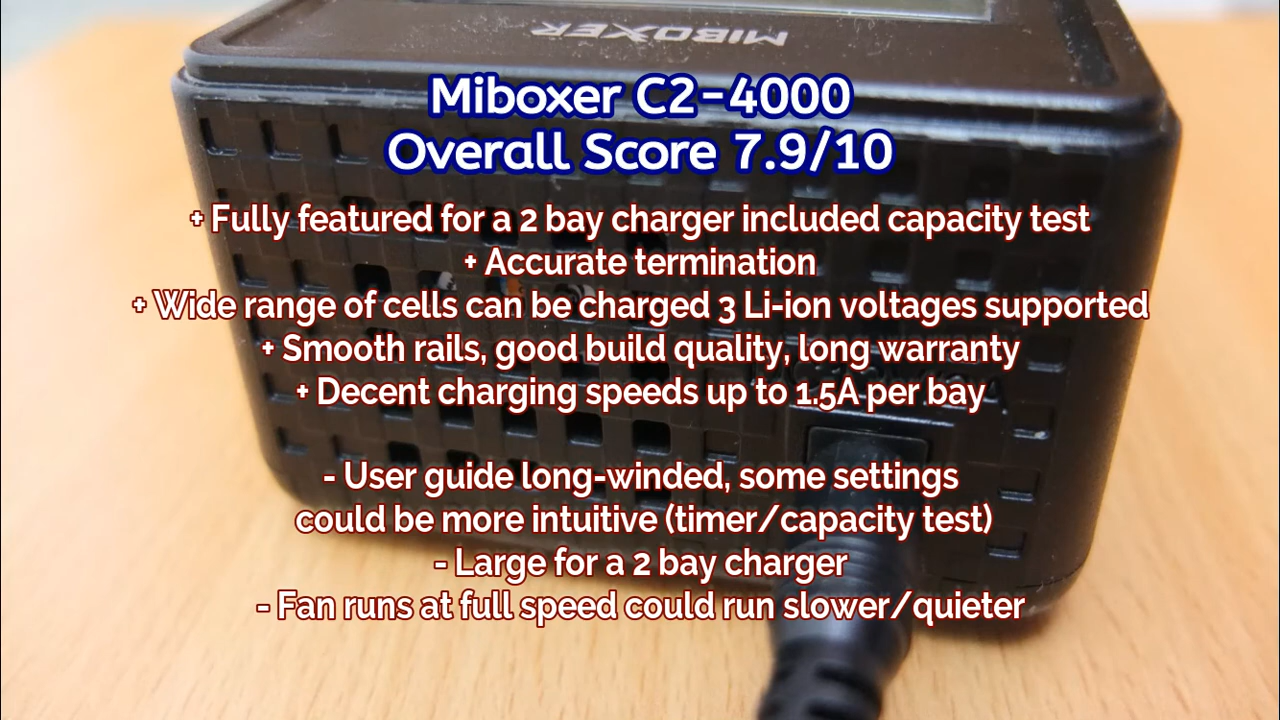 MIBOXER
Miboxer C2-4000
Overall Score 7.9/10
+ Fully featured for a 2 bay charger included capacity test
+ Accurate termination
+ Wide range of cells can be charged 3 Li-ion voltages supported
+ Smooth rails, good build quality, long warranty
+ Decent charging speeds up to 1.5A per bay
- User guide long-winded, some settings
could be more intuitive (timer/capacity test)
- Large for a 2 bay charger
- Fan runs at full speed could run slower/quieter